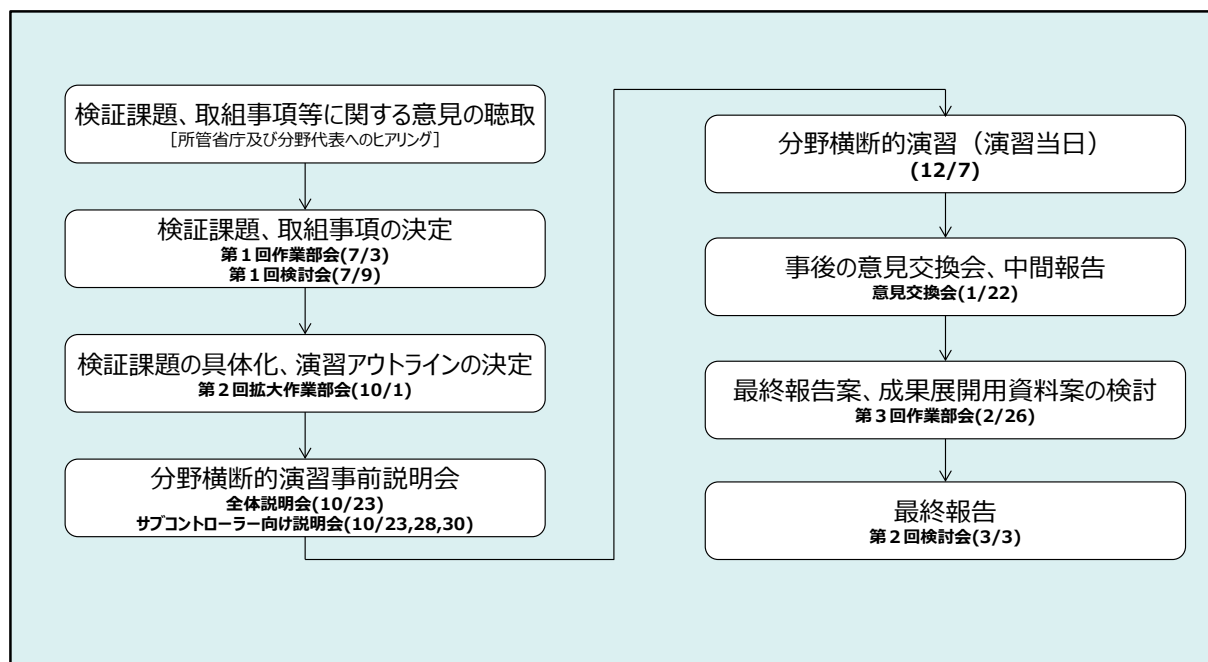 検証課題、取組事項等に関する意見の聴取
[所管省庁及び分野代表へのヒアリング]
検証課題、取組事項の決定
第1回作業部会(7/3)
第1回検討会(7/9)
検証課題の具体化、演習アウトラインの決定
第2回拡大作業部会(10/1)
分野横断的演習事前説明会
全体説明会(10/23)
サブコントローラー向け説明会(10/23,28,30)
分野横断的演習（演習当日）
(12/7)
事後の意見交換会、中間報告
意見交換会(1/22)
最終報告案、成果展開用資料案の検討
第3回作業部会(2/26)
最終報告
第2回検討会(3/3)